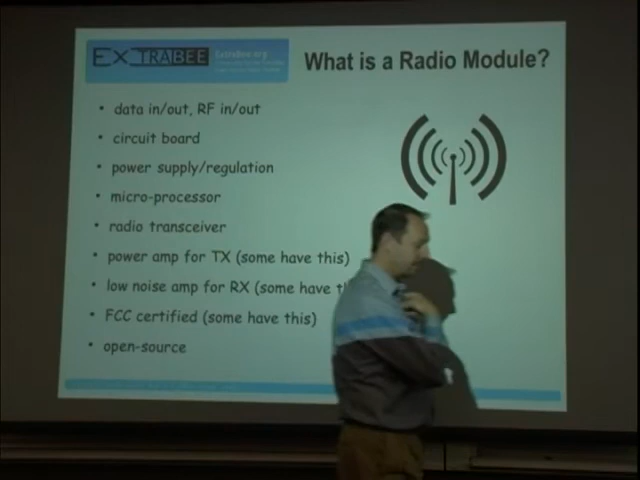 EXTRABEE
ExtraBee.org
What is a Radio Module?
• data in/out, RF in/out
• circuit board
• power supply/regulation
• micro-processor
• radio transceiver
• power amp for TX (some have this)
• low noise amp for RX (some have
• FCC certified (some have this)
• open-source